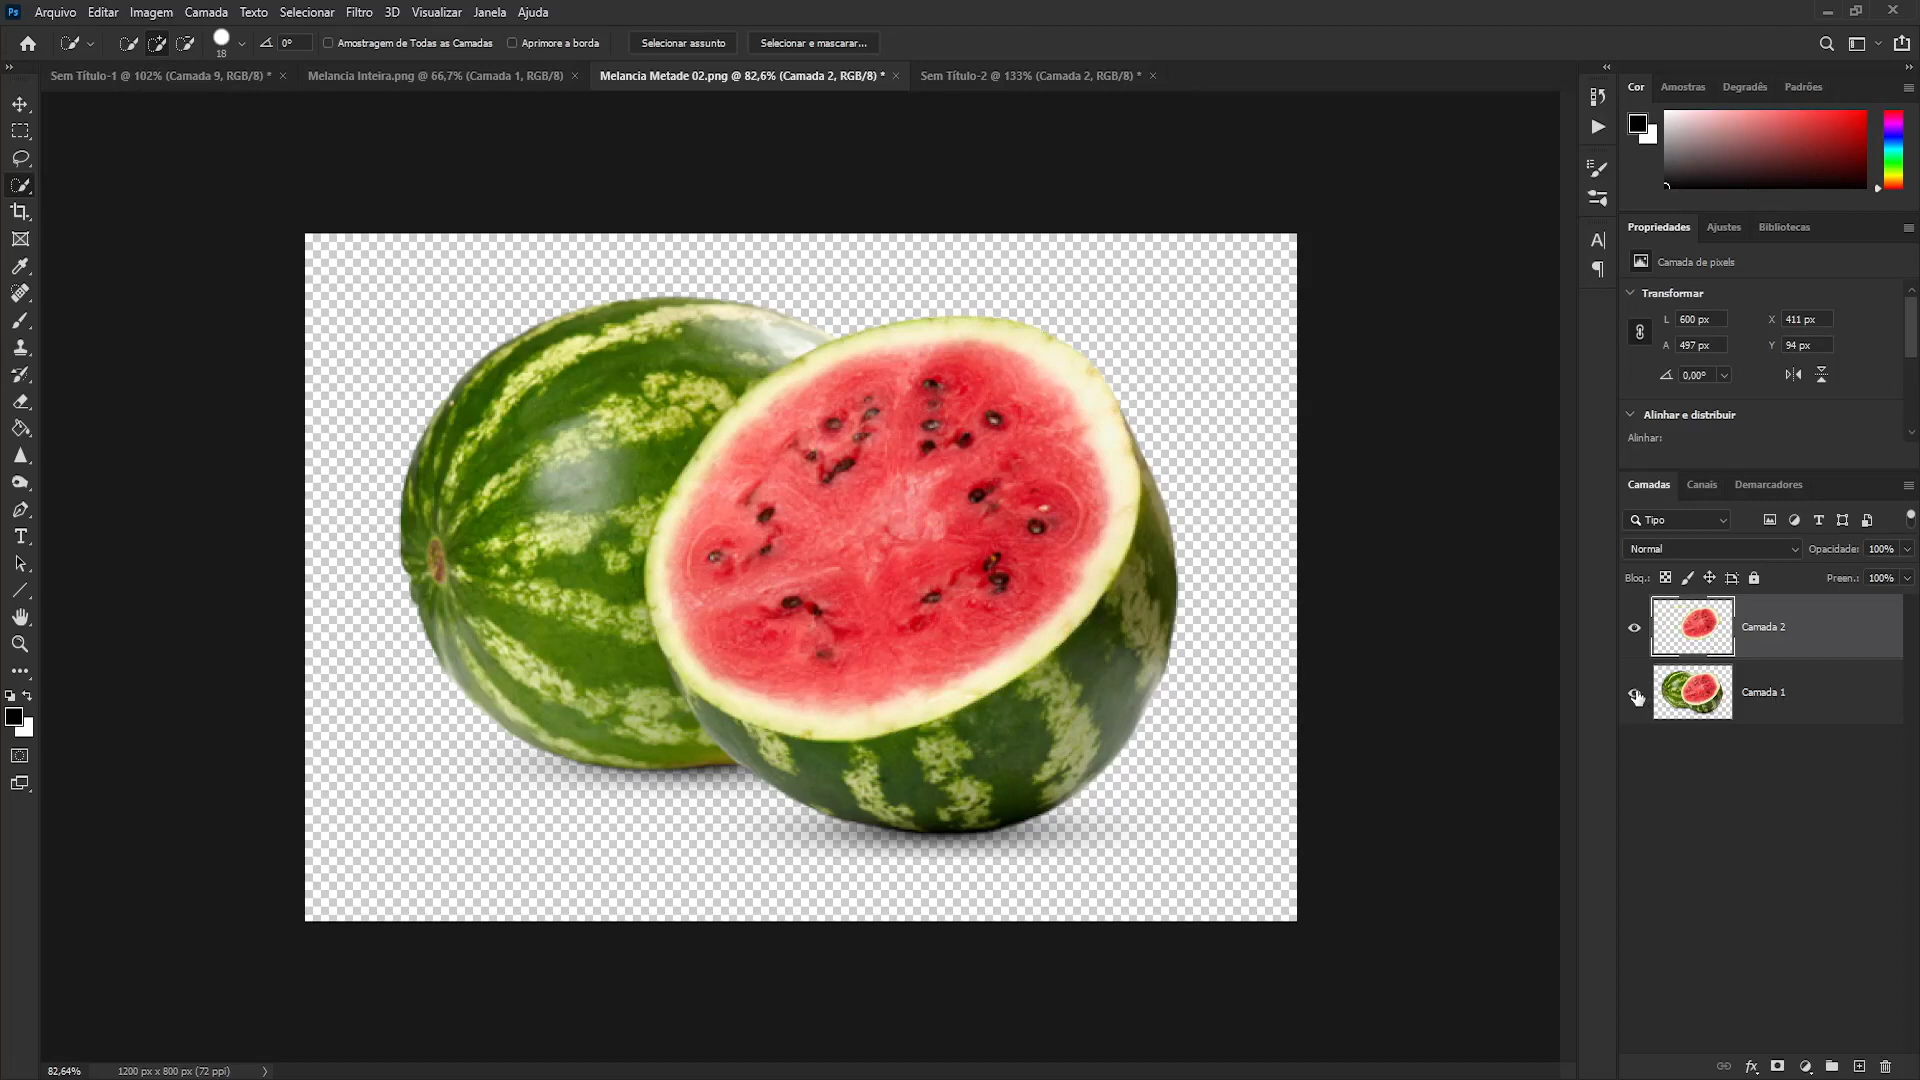 Ps Arquivo Editar Imagem Camada Texto Selecionar Filtro 3D Visualizar Janela Ajuda
18 0° Amostragem de Todas as Camadas Aprimore a borda Selecionar assunto Selecionar e mascarar...
Sem Título-1 @ 102% (Camada 9, RGB/8) * × Melancia Inteira.png @ 66,7% (Camada 1, RGB/8) × Melancia Metade 02.png @ 82,6% (Camada 2, RGB/8) * × Sem Título-2 @ 133% (Camada 2, RGB/8) * ×
Cor Amostras Degradês Padrões
Propriedades Ajustes Bibliotecas
Camada de pixels
Transformar
L 600 px X 411 px
A 497 px Y 94 px
0,00°
Alinhar e distribuir
Alinhar:
Camadas Canais Demarcadores
Tipo
Normal Opacidade: 100%
Bloq.: Preen.: 100%
Camada 2
Camada 1
82,64% 1200 px x 800 px (72 ppi)